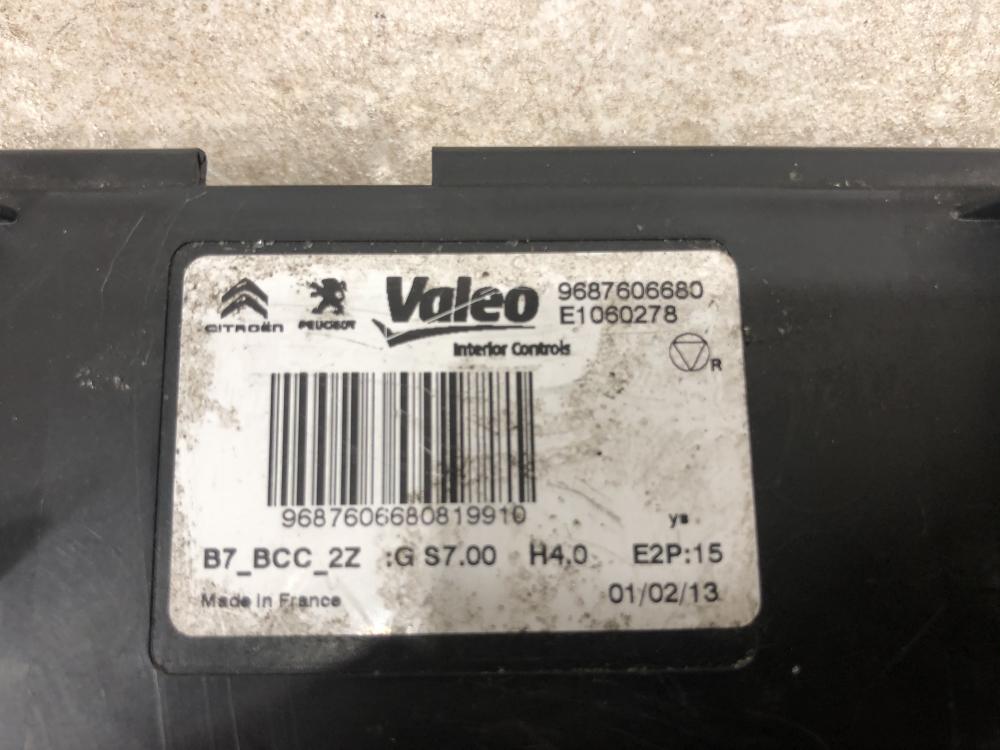 CITROËN PEUGEOT Valeo 9687606680
E1060278
Interior Controls
R
9687606680819910
ys
B7_BCC_2Z :G S7.00 H4.0 E2P:15
Made in France 01/02/13